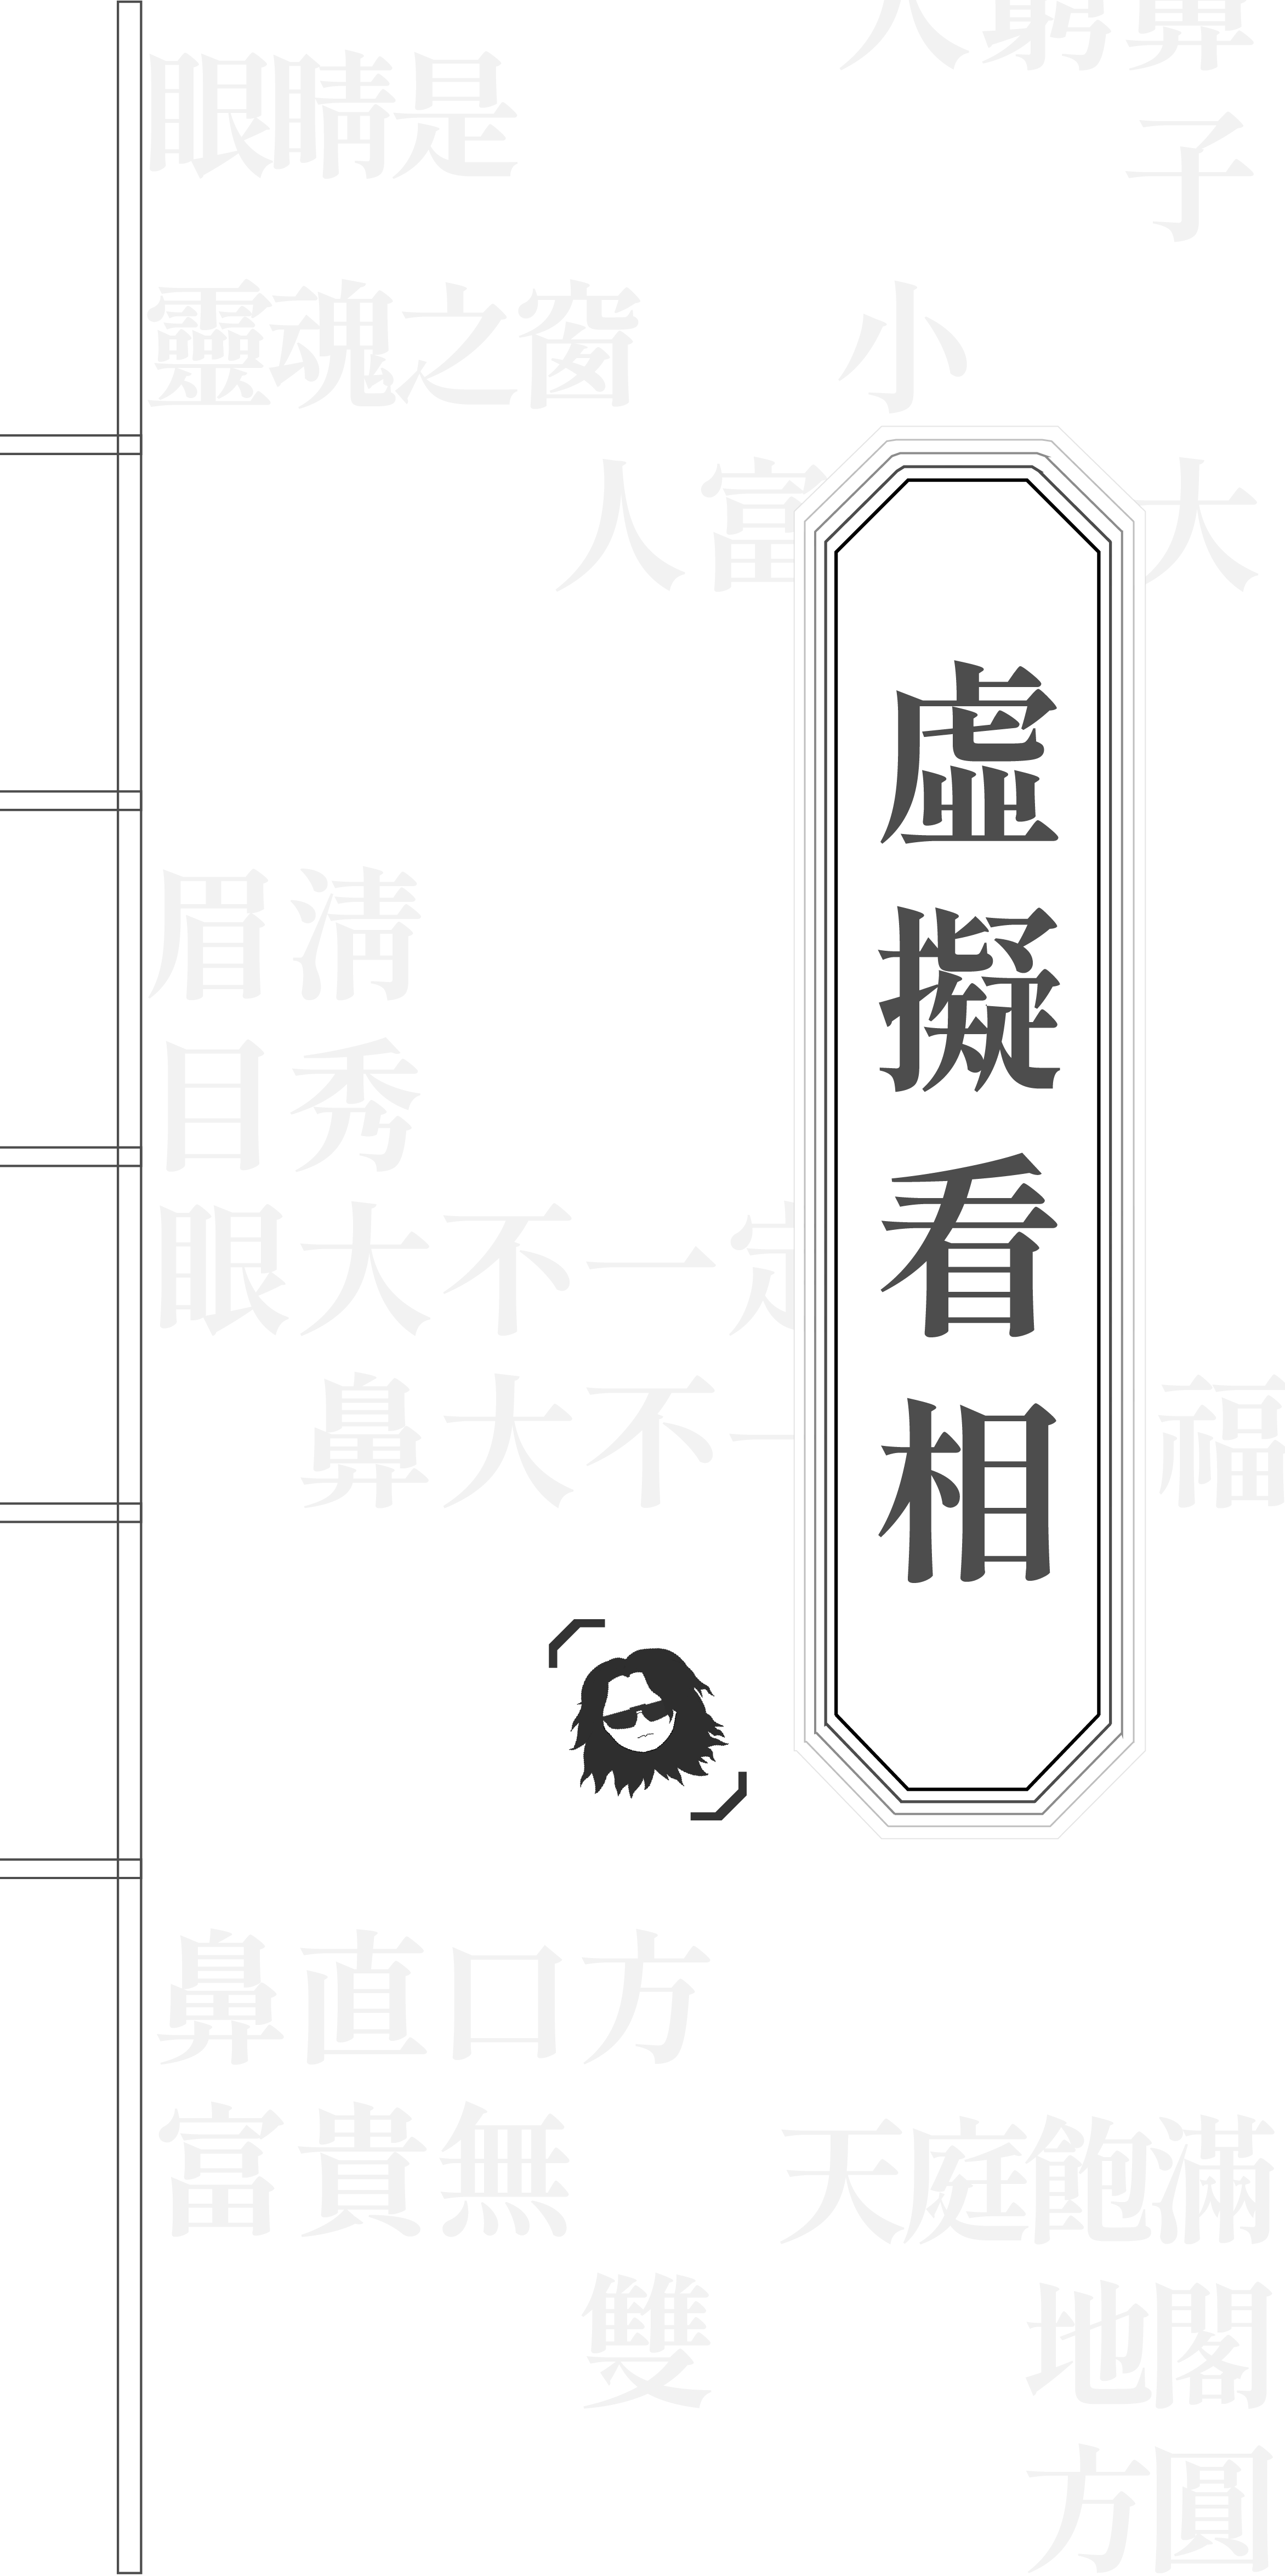 人窮鼻
眼睛是
子
靈魂之窗
小
人富
大
虛擬看相
眉清
日秀
眼大不一定
鼻大不一
福
鼻直口方
富貴無
天庭飽滿
雙
地閣
方圓